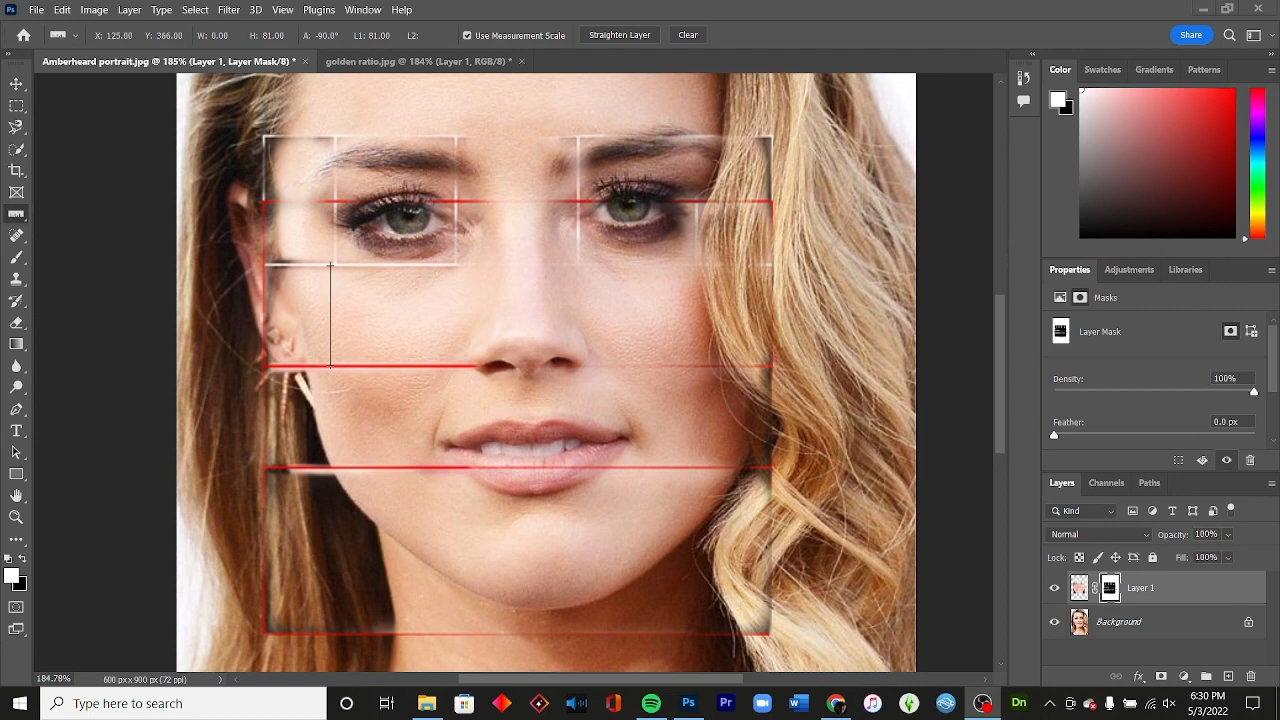 Ps File Edit Image Layer Type Select Filter 3D View Plugins Window Help
X: 125.00 Y: 366.00 W: 0.00 H: 81.00 A: -90.0° L1: 81.00 L2: Use Measurement Scale Straighten Layer Clear Share
Amberheard portrait.jpg @ 185% (Layer 1, Layer Mask/8) * × golden ratio.jpg @ 184% (Layer 1, RGB/8) * ×
Color Swatches Gradients Patterns
Properties Adjustments Libraries
Masks
Layer Mask
Density: 100%
Feather: 0.0 px
Layers Channels Paths
Kind
Normal Opacity: 100%
Lock: Fill: 100%
Layer 1
Background
184.78% 600 px x 900 px (72 ppi)
Type here to search
Ps Pr W Dn
6:30 PM
5/3/2022